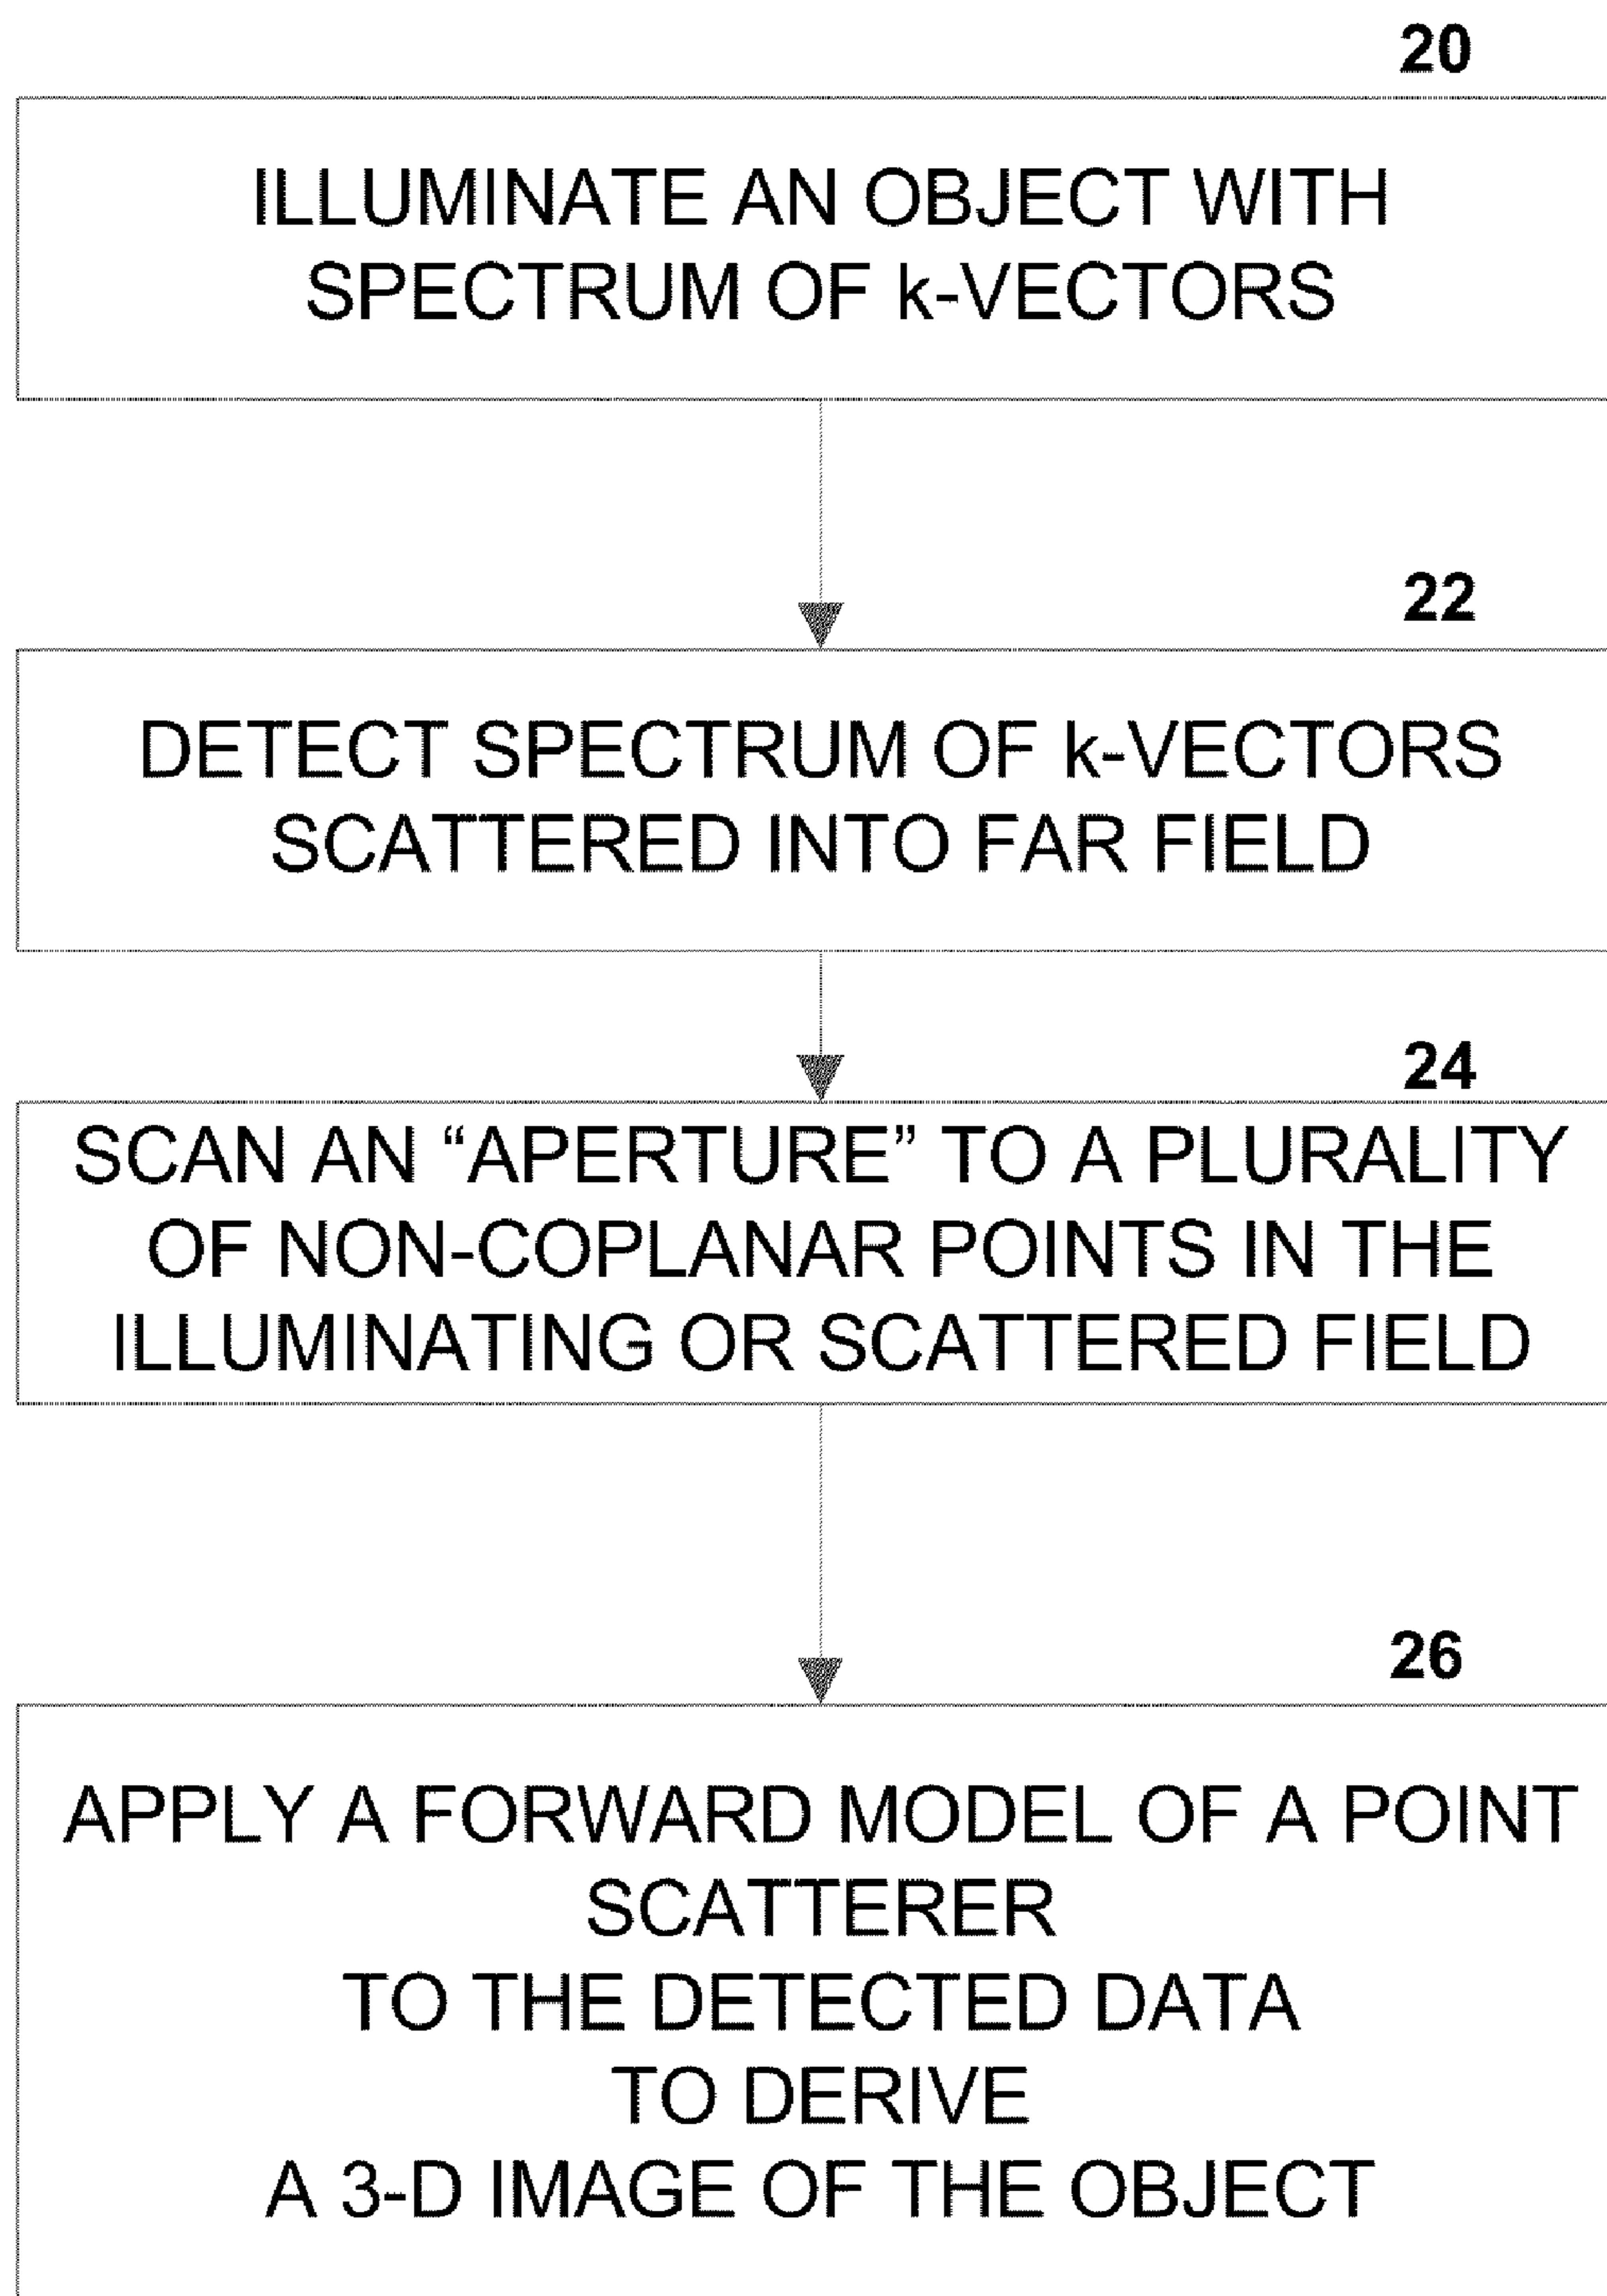 20
ILLUMINATE AN OBJECT WITH
SPECTRUM OF k-VECTORS
22
DETECT SPECTRUM OF k-VECTORS
SCATTERED INTO FAR FIELD
24
SCAN AN “APERTURE” TO A PLURALITY
OF NON-COPLANAR POINTS IN THE
ILLUMINATING OR SCATTERED FIELD
26
APPLY A FORWARD MODEL OF A POINT
SCATTERER
TO THE DETECTED DATA
TO DERIVE
A 3-D IMAGE OF THE OBJECT